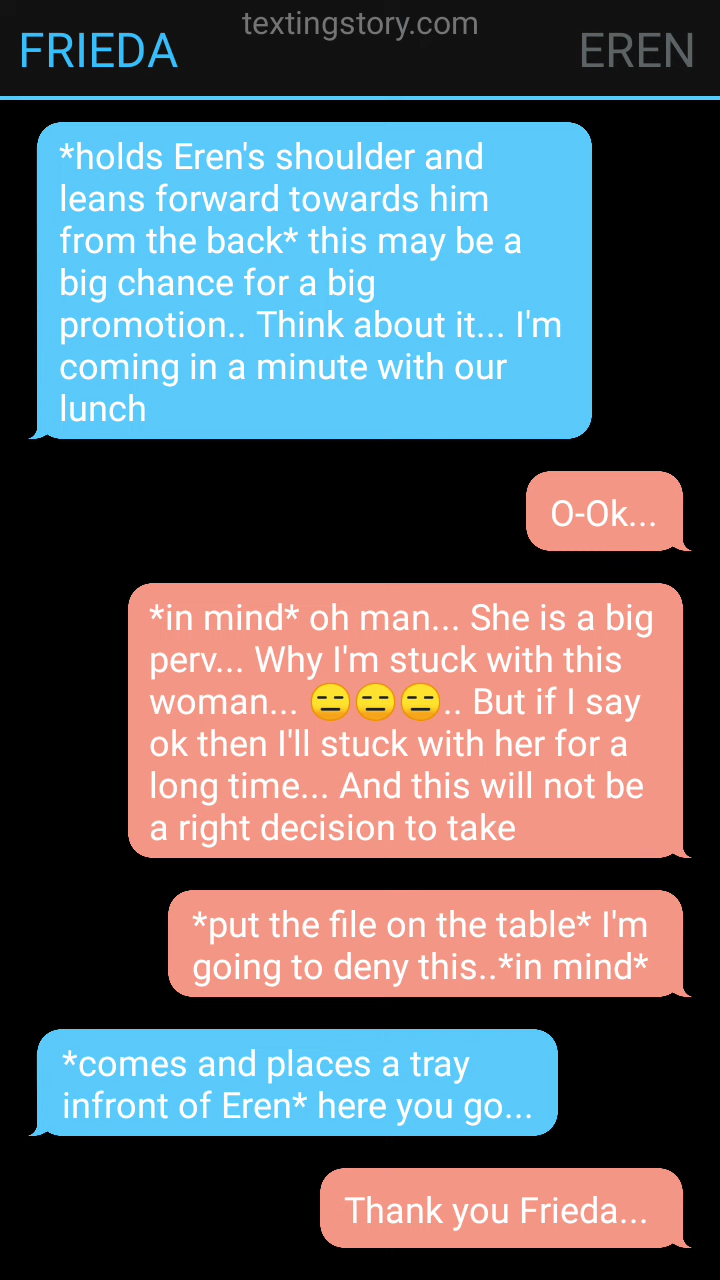 textingstory.com
FRIEDA
EREN
*holds Eren's shoulder and
leans forward towards him
from the back* this may be a
big chance for a big
promotion.. Think about it... I'm
coming in a minute with our
lunch
O-Ok...
*in mind* oh man... She is a big
perv... Why I'm stuck with this
woman... 😑😑😑.. But if I say
ok then I'll stuck with her for a
long time... And this will not be
a right decision to take
*put the file on the table* I'm
going to deny this..*in mind*
*comes and places a tray
infront of Eren* here you go...
Thank you Frieda...